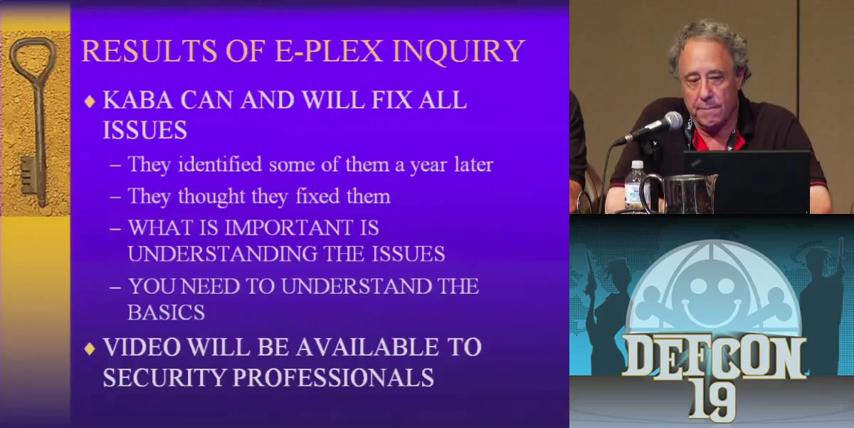 RESULTS OF E-PLEX INQUIRY
KABA CAN AND WILL FIX ALL
ISSUES
– They identified some of them a year later
– They thought they fixed them
– WHAT IS IMPORTANT IS
UNDERSTANDING THE ISSUES
– YOU NEED TO UNDERSTAND THE
BASICS
VIDEO WILL BE AVAILABLE TO
SECURITY PROFESSIONALS
DEFCON
19